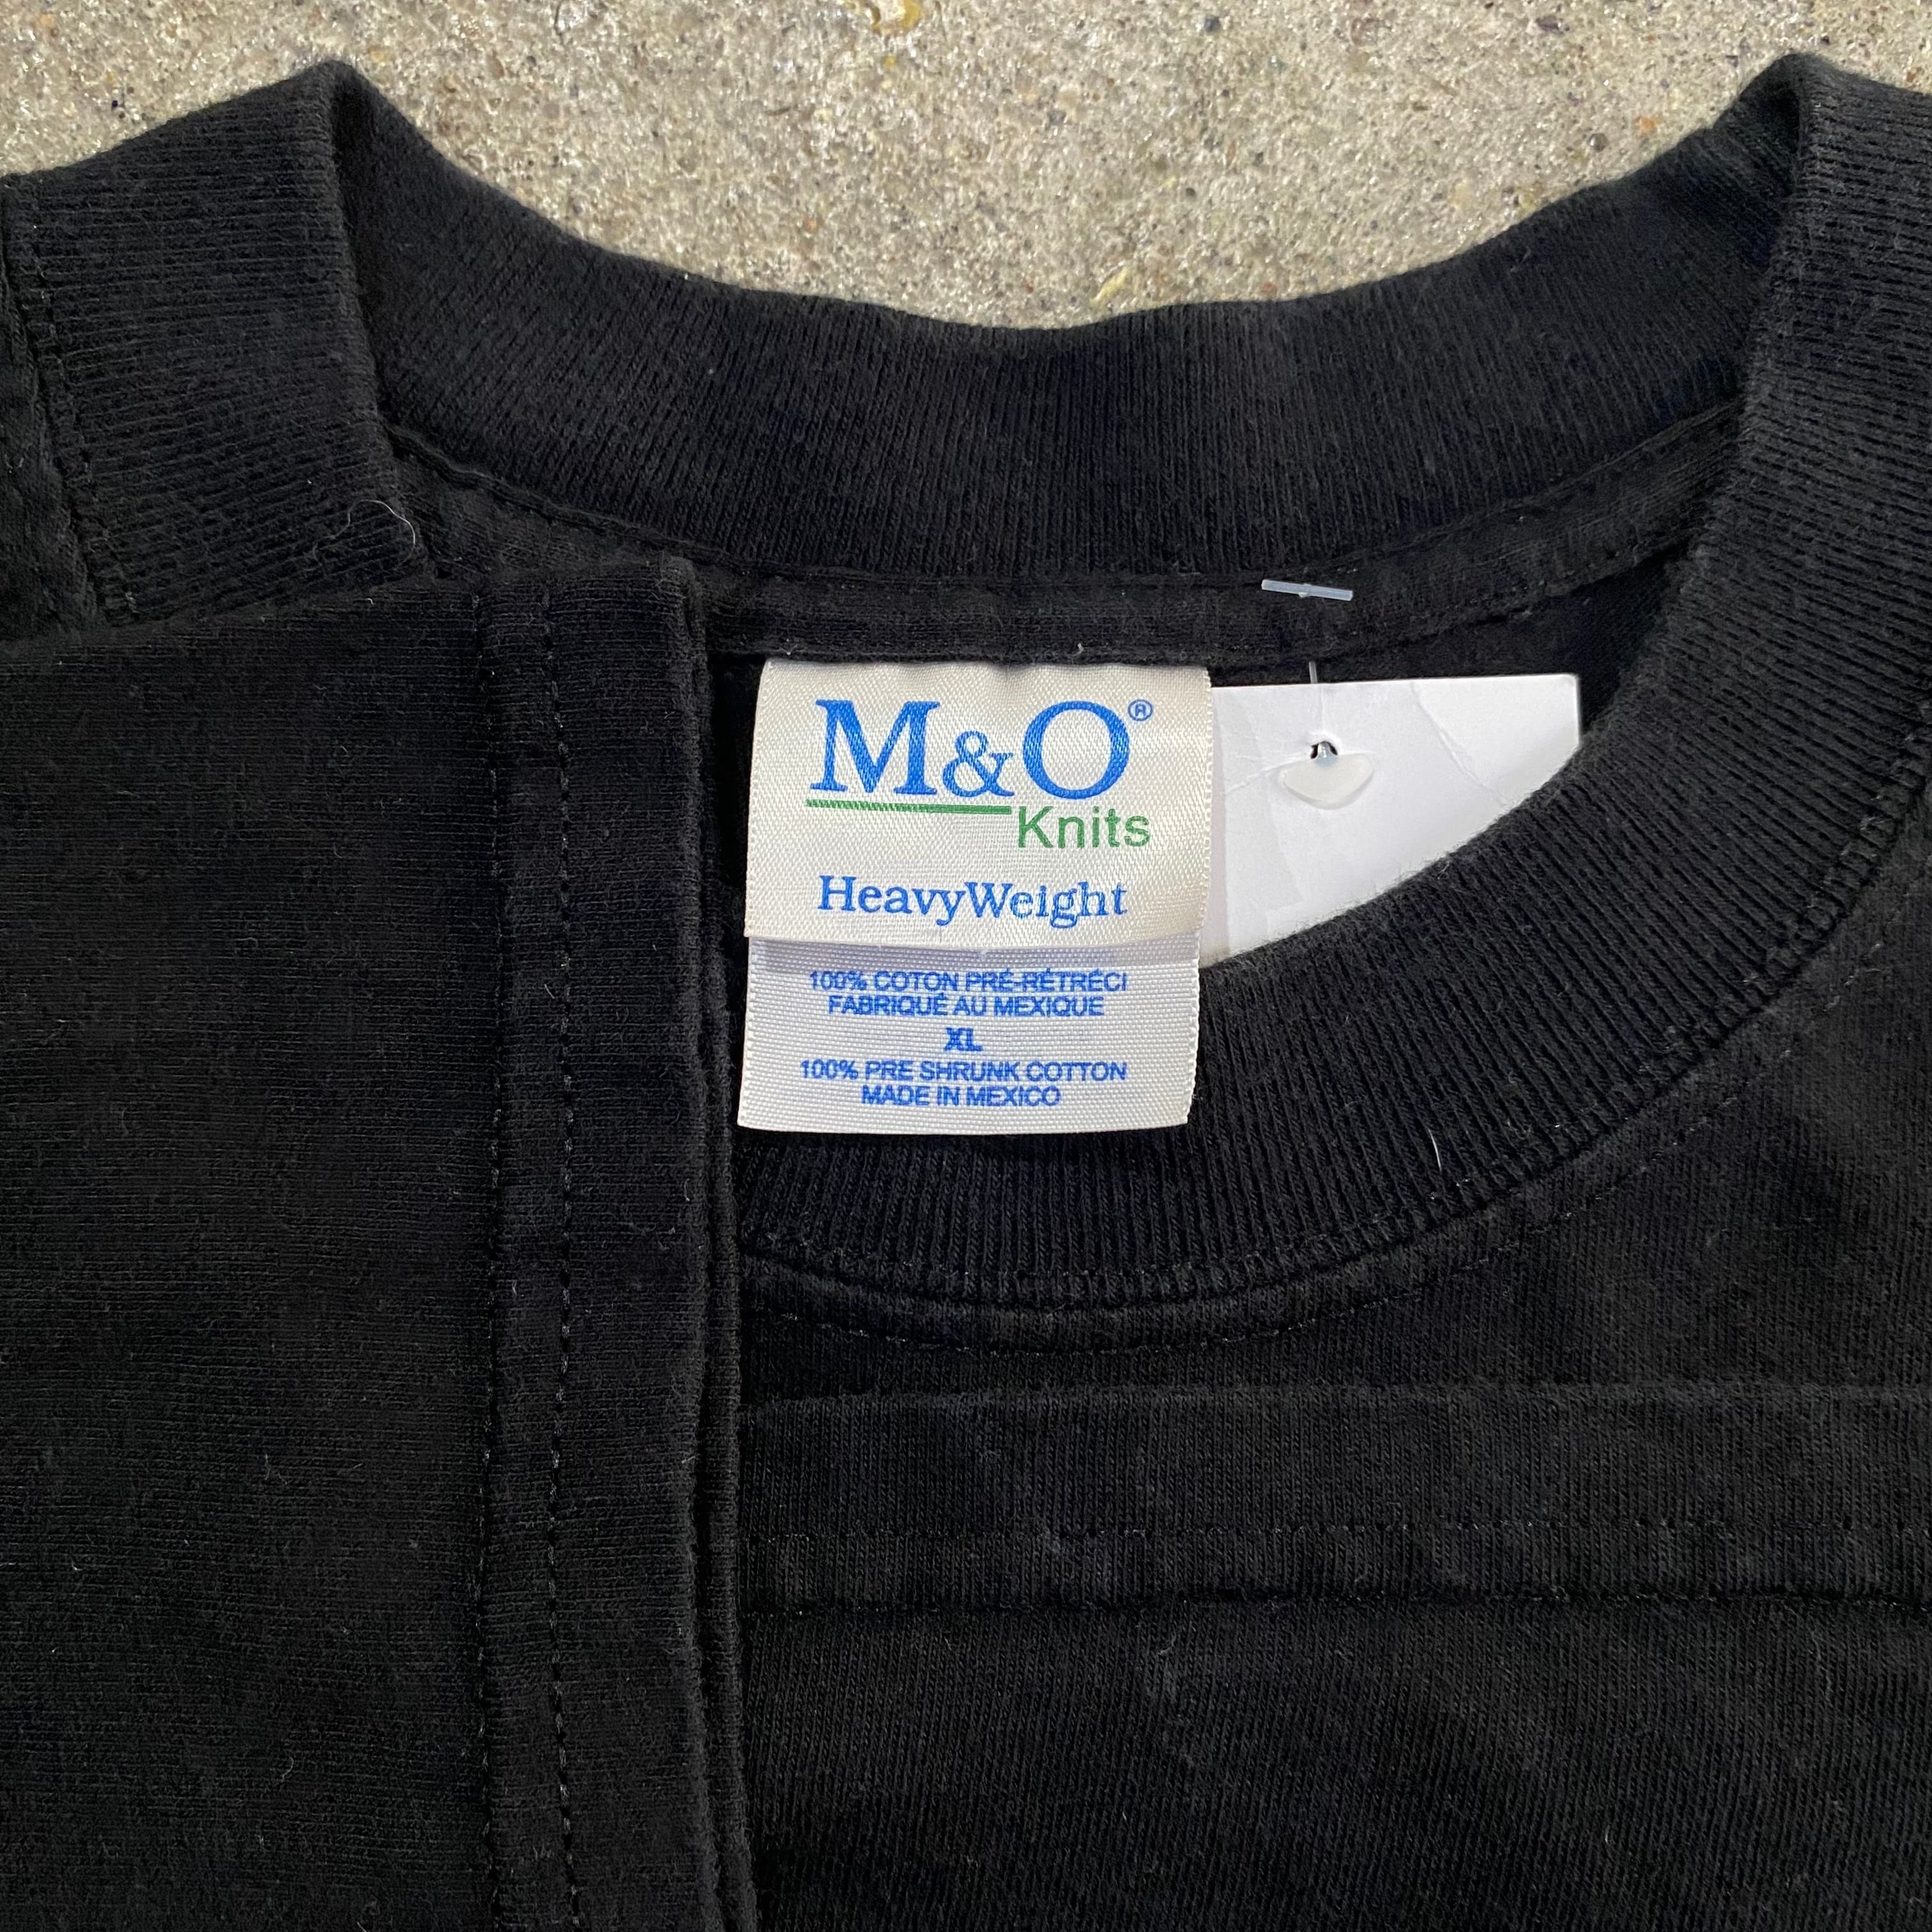 M&O®
Knits
HeavyWeight
100% COTON PRÉ-RÉTRÉCI
FABRIQUÉ AU MEXIQUE
XL
100% PRE SHRUNK COTTON
MADE IN MEXICO